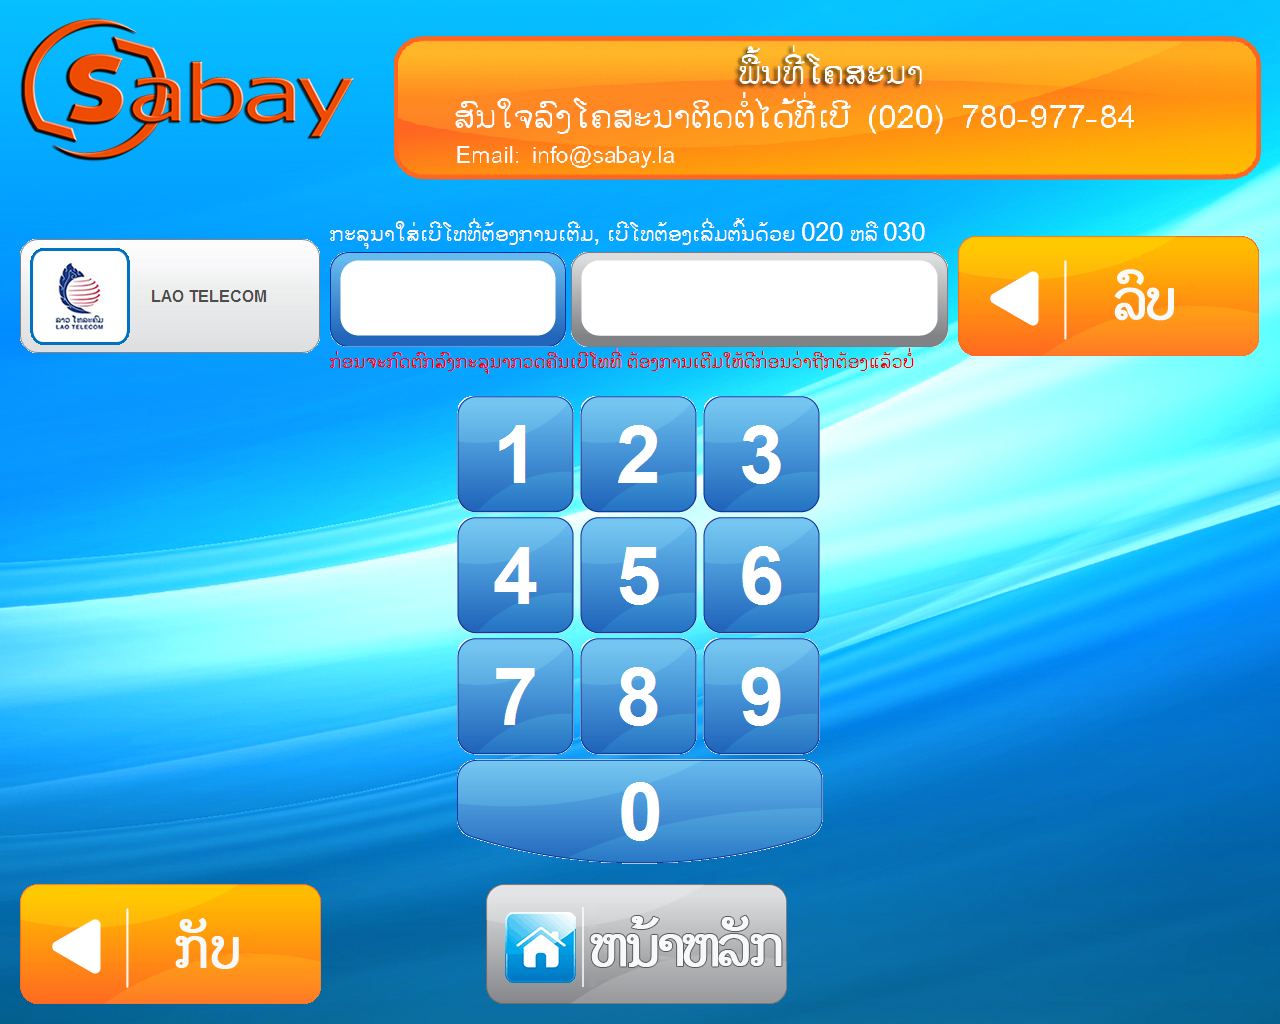 Sabay
ພື້ນທີ່ໂຄສະນາ
ສົນໃຈລົງໂຄສະນາຕິດຕໍ່ໄດ້ທີ່ເບີ (020) 780-977-84
Email: info@sabay.la
ກະລຸນາໃສ່ເບີໂທທີ່ຕ້ອງການເຕີມ, ເບີໂທຕ້ອງເລີ່ມຕົ້ນດ້ວຍ 020 ຫລື 030
ລາວ ໂທລະຄົມ
LAO TELECOM
LAO TELECOM
ລົບ
ກ່ອນຈະກົດຕົກລົງກະລຸນາກວດຄືນເບີໂທທີ່ ຕ້ອງການເຕີມໃຫ້ດີກ່ອນວ່າຖືກຕ້ອງແລ້ວບໍ່
1 2 3
4 5 6
7 8 9
0
ກັບ
ຫນ້າຫລັກ